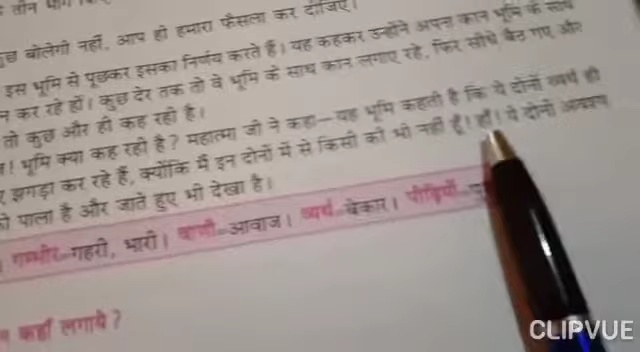 तीन भाग किए
कुछ बोलेगी नहीं, आप ही हमारा फैसला कर दीजिए।
इस भूमि से पूछकर इसका निर्णय करते हैं। यह कहकर उन्होंने अपने कान भूमि के साथ
न कर रहे हों। कुछ देर तक तो वे भूमि के साथ कान लगाए रहे, फिर सीधे बैठ गए और
तो कुछ और ही कह रही है।
! भूमि क्या कह रही है? महात्मा जी ने कहा—यह भूमि कहती है कि ये दोनों व्यर्थ ही
झगड़ा कर रहे हैं, क्योंकि मैं इन दोनों में से किसी की भी नहीं हूँ। हाँ! ये दोनों अवश्य
को पाला है और जाते हुए भी देखा है।
गम्भीर=गहरी, भारी। वाणी=आवाज। व्यर्थ=बेकार। पीढ़ियों=
कहाँ लगाये?
CLIPVUE